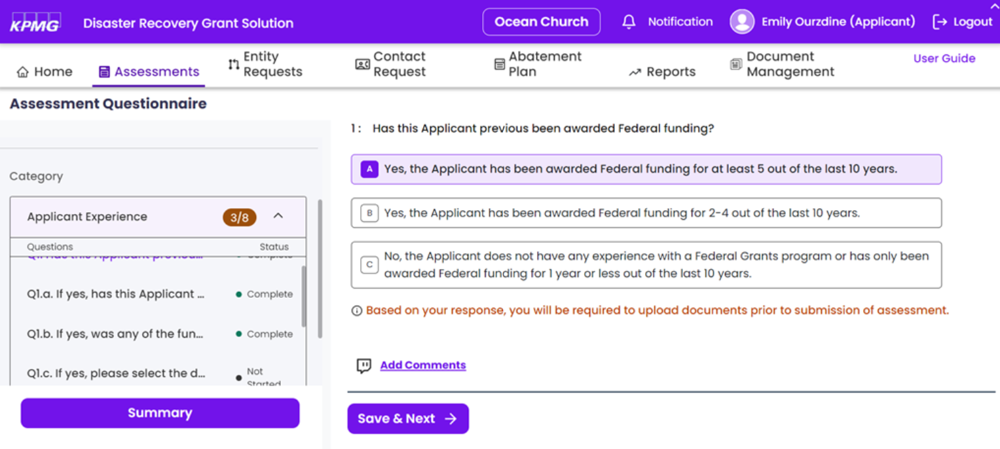 KPMG Disaster Recovery Grant Solution Ocean Church Notification Emily Ourzdine (Applicant) Logout
Home Assessments Entity Requests Contact Request Abatement Plan Reports Document Management User Guide
Assessment Questionnaire
Category
Applicant Experience 3/8
Questions Status
Q1. Has this Applicant previou... Complete
Q1.a. If yes, has this Applicant ... Complete
Q1.b. If yes, was any of the fun... Complete
Q1.c. If yes, please select the d... Not Started
Summary
1: Has this Applicant previous been awarded Federal funding?
A Yes, the Applicant has been awarded Federal funding for at least 5 out of the last 10 years.
B Yes, the Applicant has been awarded Federal funding for 2-4 out of the last 10 years.
C No, the Applicant does not have any experience with a Federal Grants program or has only been
awarded Federal funding for 1 year or less out of the last 10 years.
Based on your response, you will be required to upload documents prior to submission of assessment.
Add Comments
Save & Next